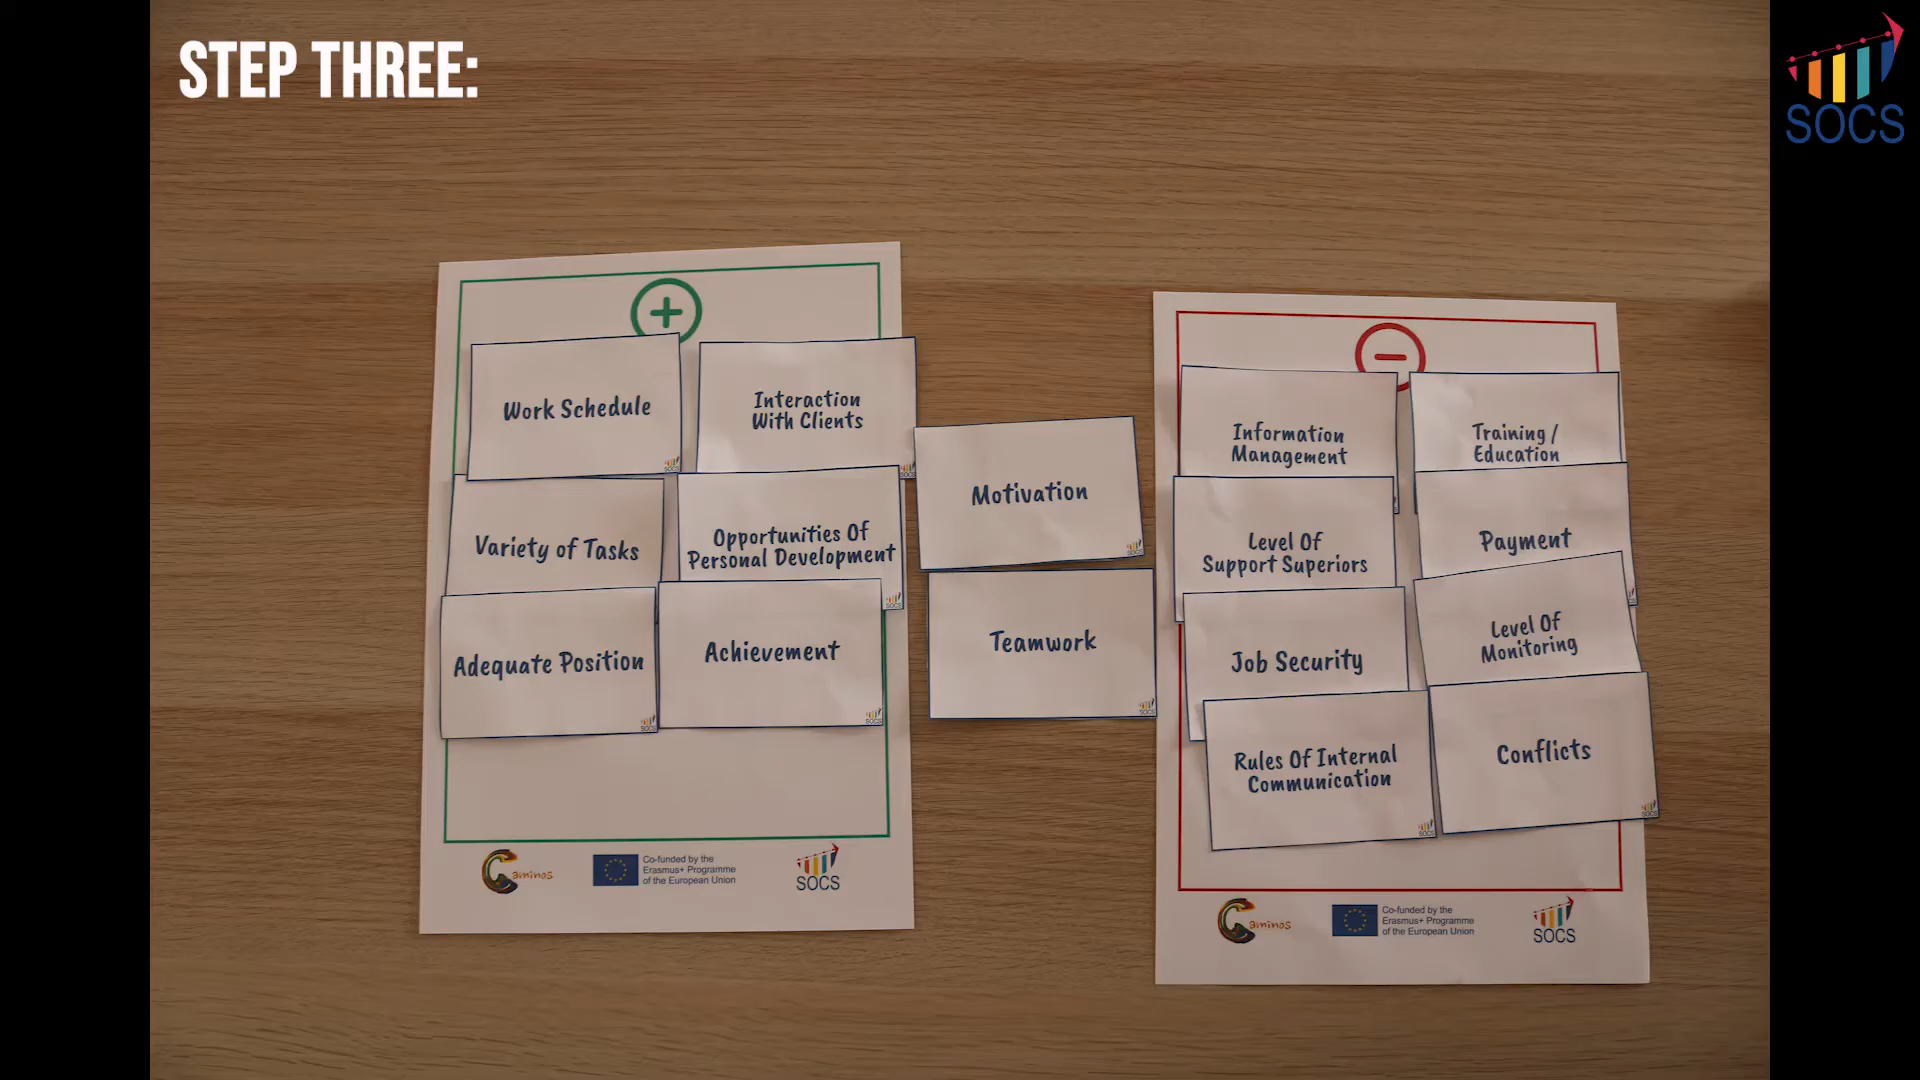 STEP THREE:
SOCS
Work Schedule
Interaction
With Clients
Variety of Tasks
Opportunities Of
Personal Development
SOCS
Adequate Position
SOCS
Achievement
SOCS
Motivation
Teamwork
Information
Management
Training /
Education
Level Of
Support Superiors
Payment
Job Security
Level Of
Monitoring
Rules Of Internal
Communication
Conflicts
Caminos
Co-funded by the
Erasmus+ Programme
of the European Union
SOCS
Caminos
Co-funded by the
Erasmus+ Programme
of the European Union
SOCS